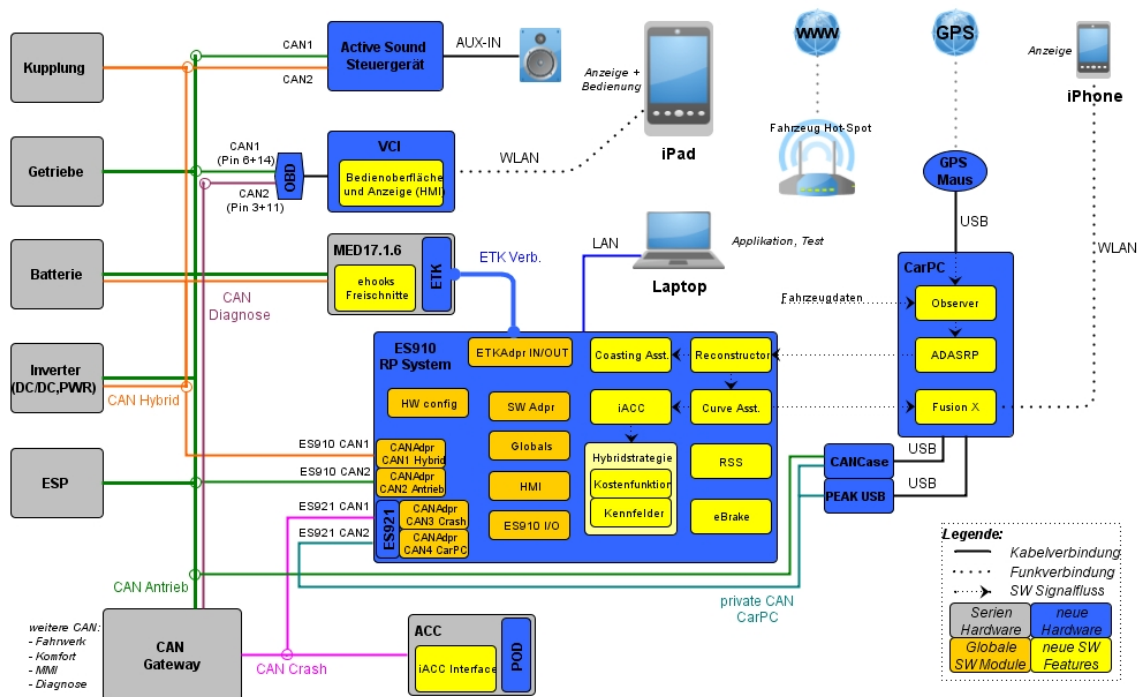 Kupplung
Getriebe
Batterie
Inverter
(DC/DC,PWR)
ESP
CAN Hybrid
CAN
Diagnose
CAN Antrieb
CAN1
CAN2
Active Sound
Steuergerät
AUX-IN
CAN1
(Pin 6+14)
CAN2
(Pin 3+11)
OBD
VCI
Bedienoberfläche
und Anzeige (HMI)
WLAN
Anzeige +
Bedienung
iPad
WWW
Fahrzeug Hot-Spot
GPS
GPS
Maus
USB
Anzeige
iPhone
WLAN
MED17.1.6
ehooks
Freischnitte
ETK
ETK Verb.
LAN
Laptop
Applikation, Test
Fahrzeugdaten
CarPC
Observer
ADASRP
Fusion X
ES910
RP System
ETKAdpr IN/OUT
Coasting Asst.
Reconstructor
HW config
SW Adpr
iACC
Curve Asst.
Globals
Hybridstrategie
Kostenfunktion
Kennfelder
RSS
HMI
ES910 I/O
eBrake
ES910 CAN1
CANAdpr
CAN1 Hybrid
ES910 CAN2
CANAdpr
CAN2 Antrieb
ES921 CAN1
ES921
CANAdpr
CAN3 Crash
ES921 CAN2
CANAdpr
CAN4 CarPC
CANCase
USB
PEAK USB
USB
private CAN
CarPC
weitere CAN:
- Fahrwerk
- Komfort
- MMI
- Diagnose
CAN
Gateway
CAN Crash
ACC
iACC Interface
POD
Legende:
Kabelverbindung
Funkverbindung
SW Signalfluss
Serien
Hardware
neue
Hardware
Globale
SW Module
neue SW
Features